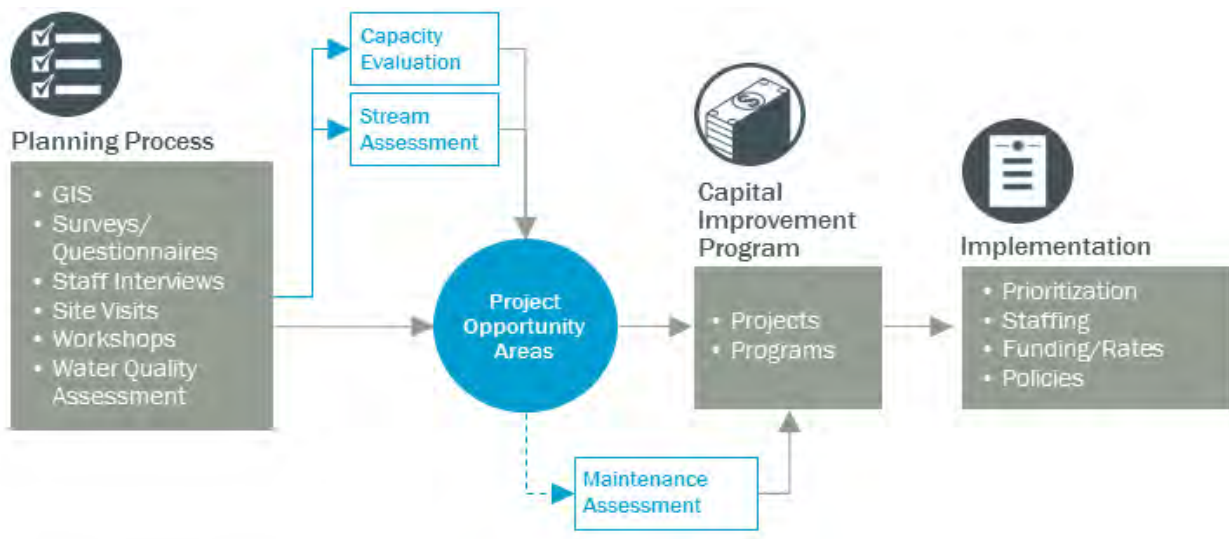 Planning Process
• GIS
• Surveys/
Questionnaires
• Staff Interviews
• Site Visits
• Workshops
• Water Quality
Assessment
Capacity
Evaluation
Stream
Assessment
Project
Opportunity
Areas
Maintenance
Assessment
Capital
Improvement
Program
• Projects
• Programs
Implementation
• Prioritization
• Staffing
• Funding/Rates
• Policies